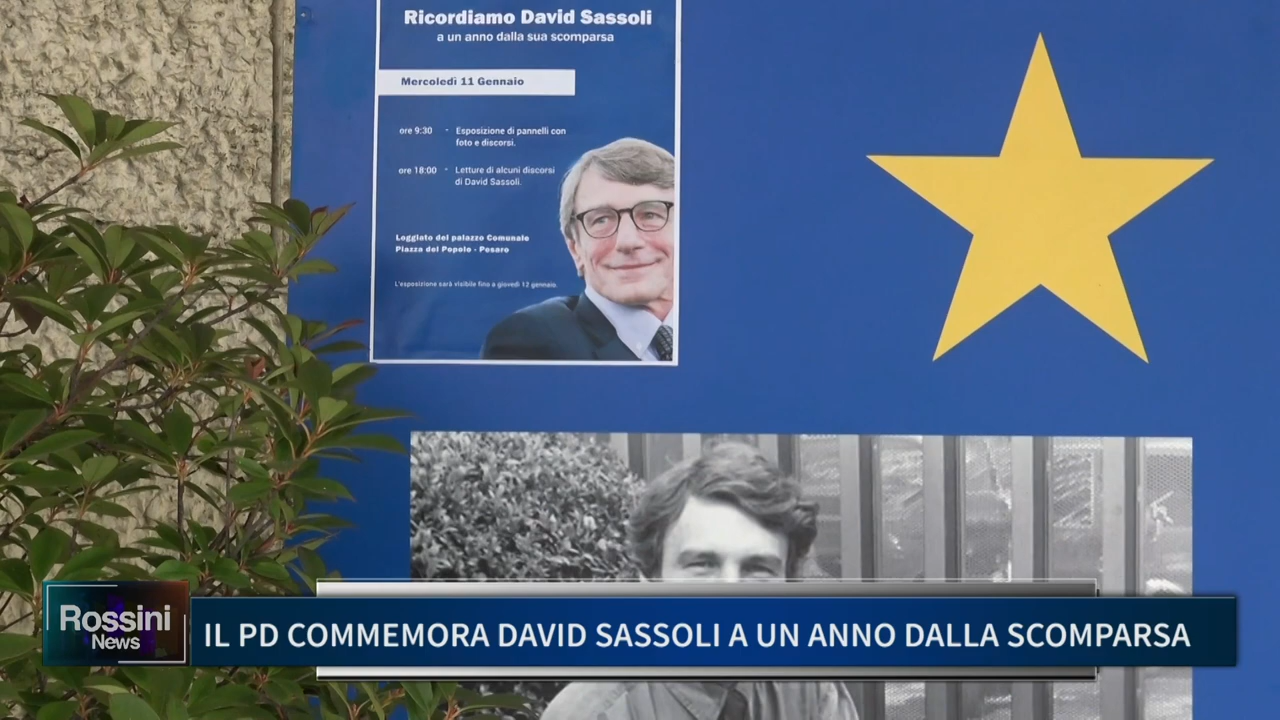 Ricordiamo David Sassoli
a un anno dalla sua scomparsa
Mercoledì 11 Gennaio
ore 9:30 - Esposizione di pannelli con
foto e discorsi.
ore 18:00 - Letture di alcuni discorsi
di David Sassoli.
Loggiato del palazzo Comunale
Piazza del Popolo - Pesaro
L'esposizione sarà visibile fino a giovedì 12 gennaio.
Rossini
News
IL PD COMMEMORA DAVID SASSOLI A UN ANNO DALLA SCOMPARSA